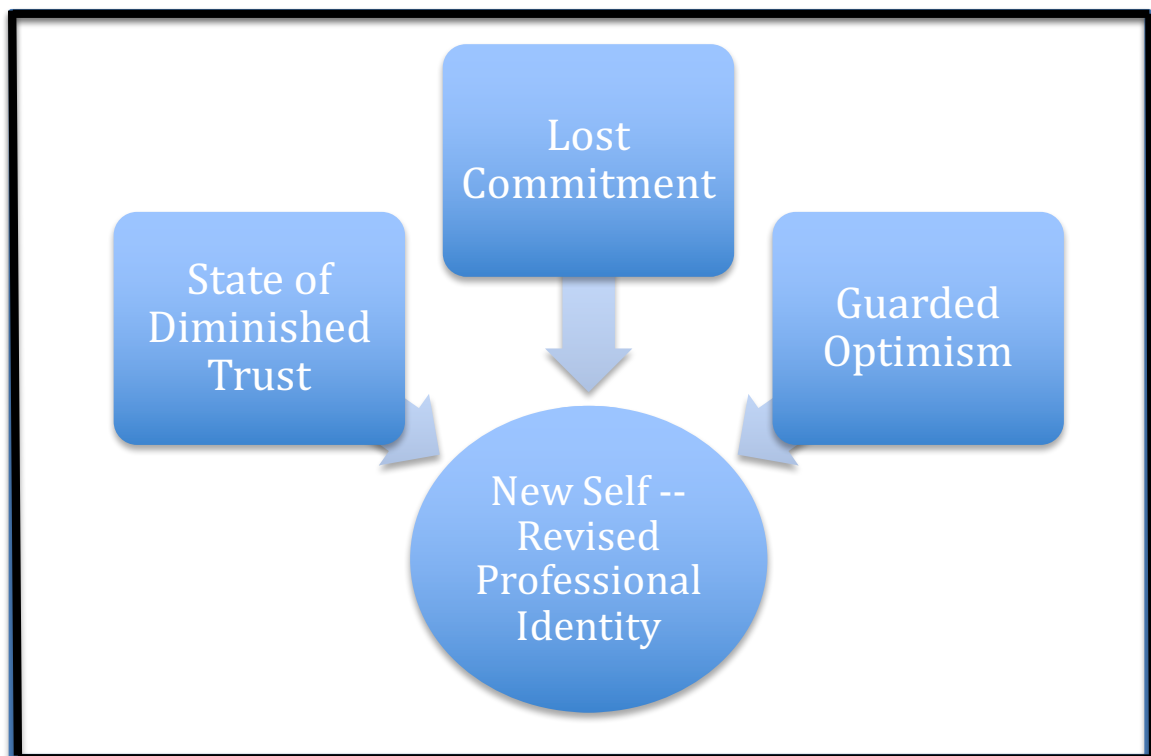 Lost
Commitment
State of
Diminished
Trust
Guarded
Optimism
New Self --
Revised
Professional
Identity